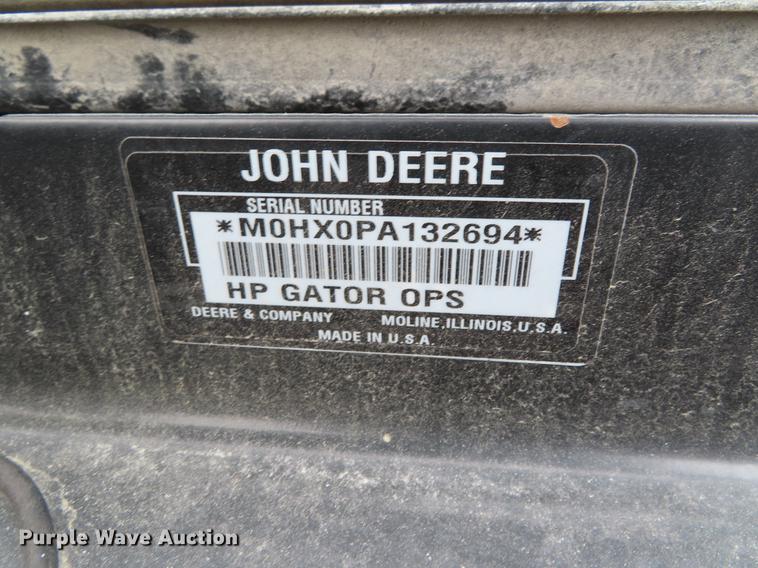 JOHN DEERE
SERIAL NUMBER
*M0HX0PA132694*
HP GATOR OPS
DEERE & COMPANY MOLINE, ILLINOIS, U.S.A.
MADE IN U.S.A
Purple Wave Auction